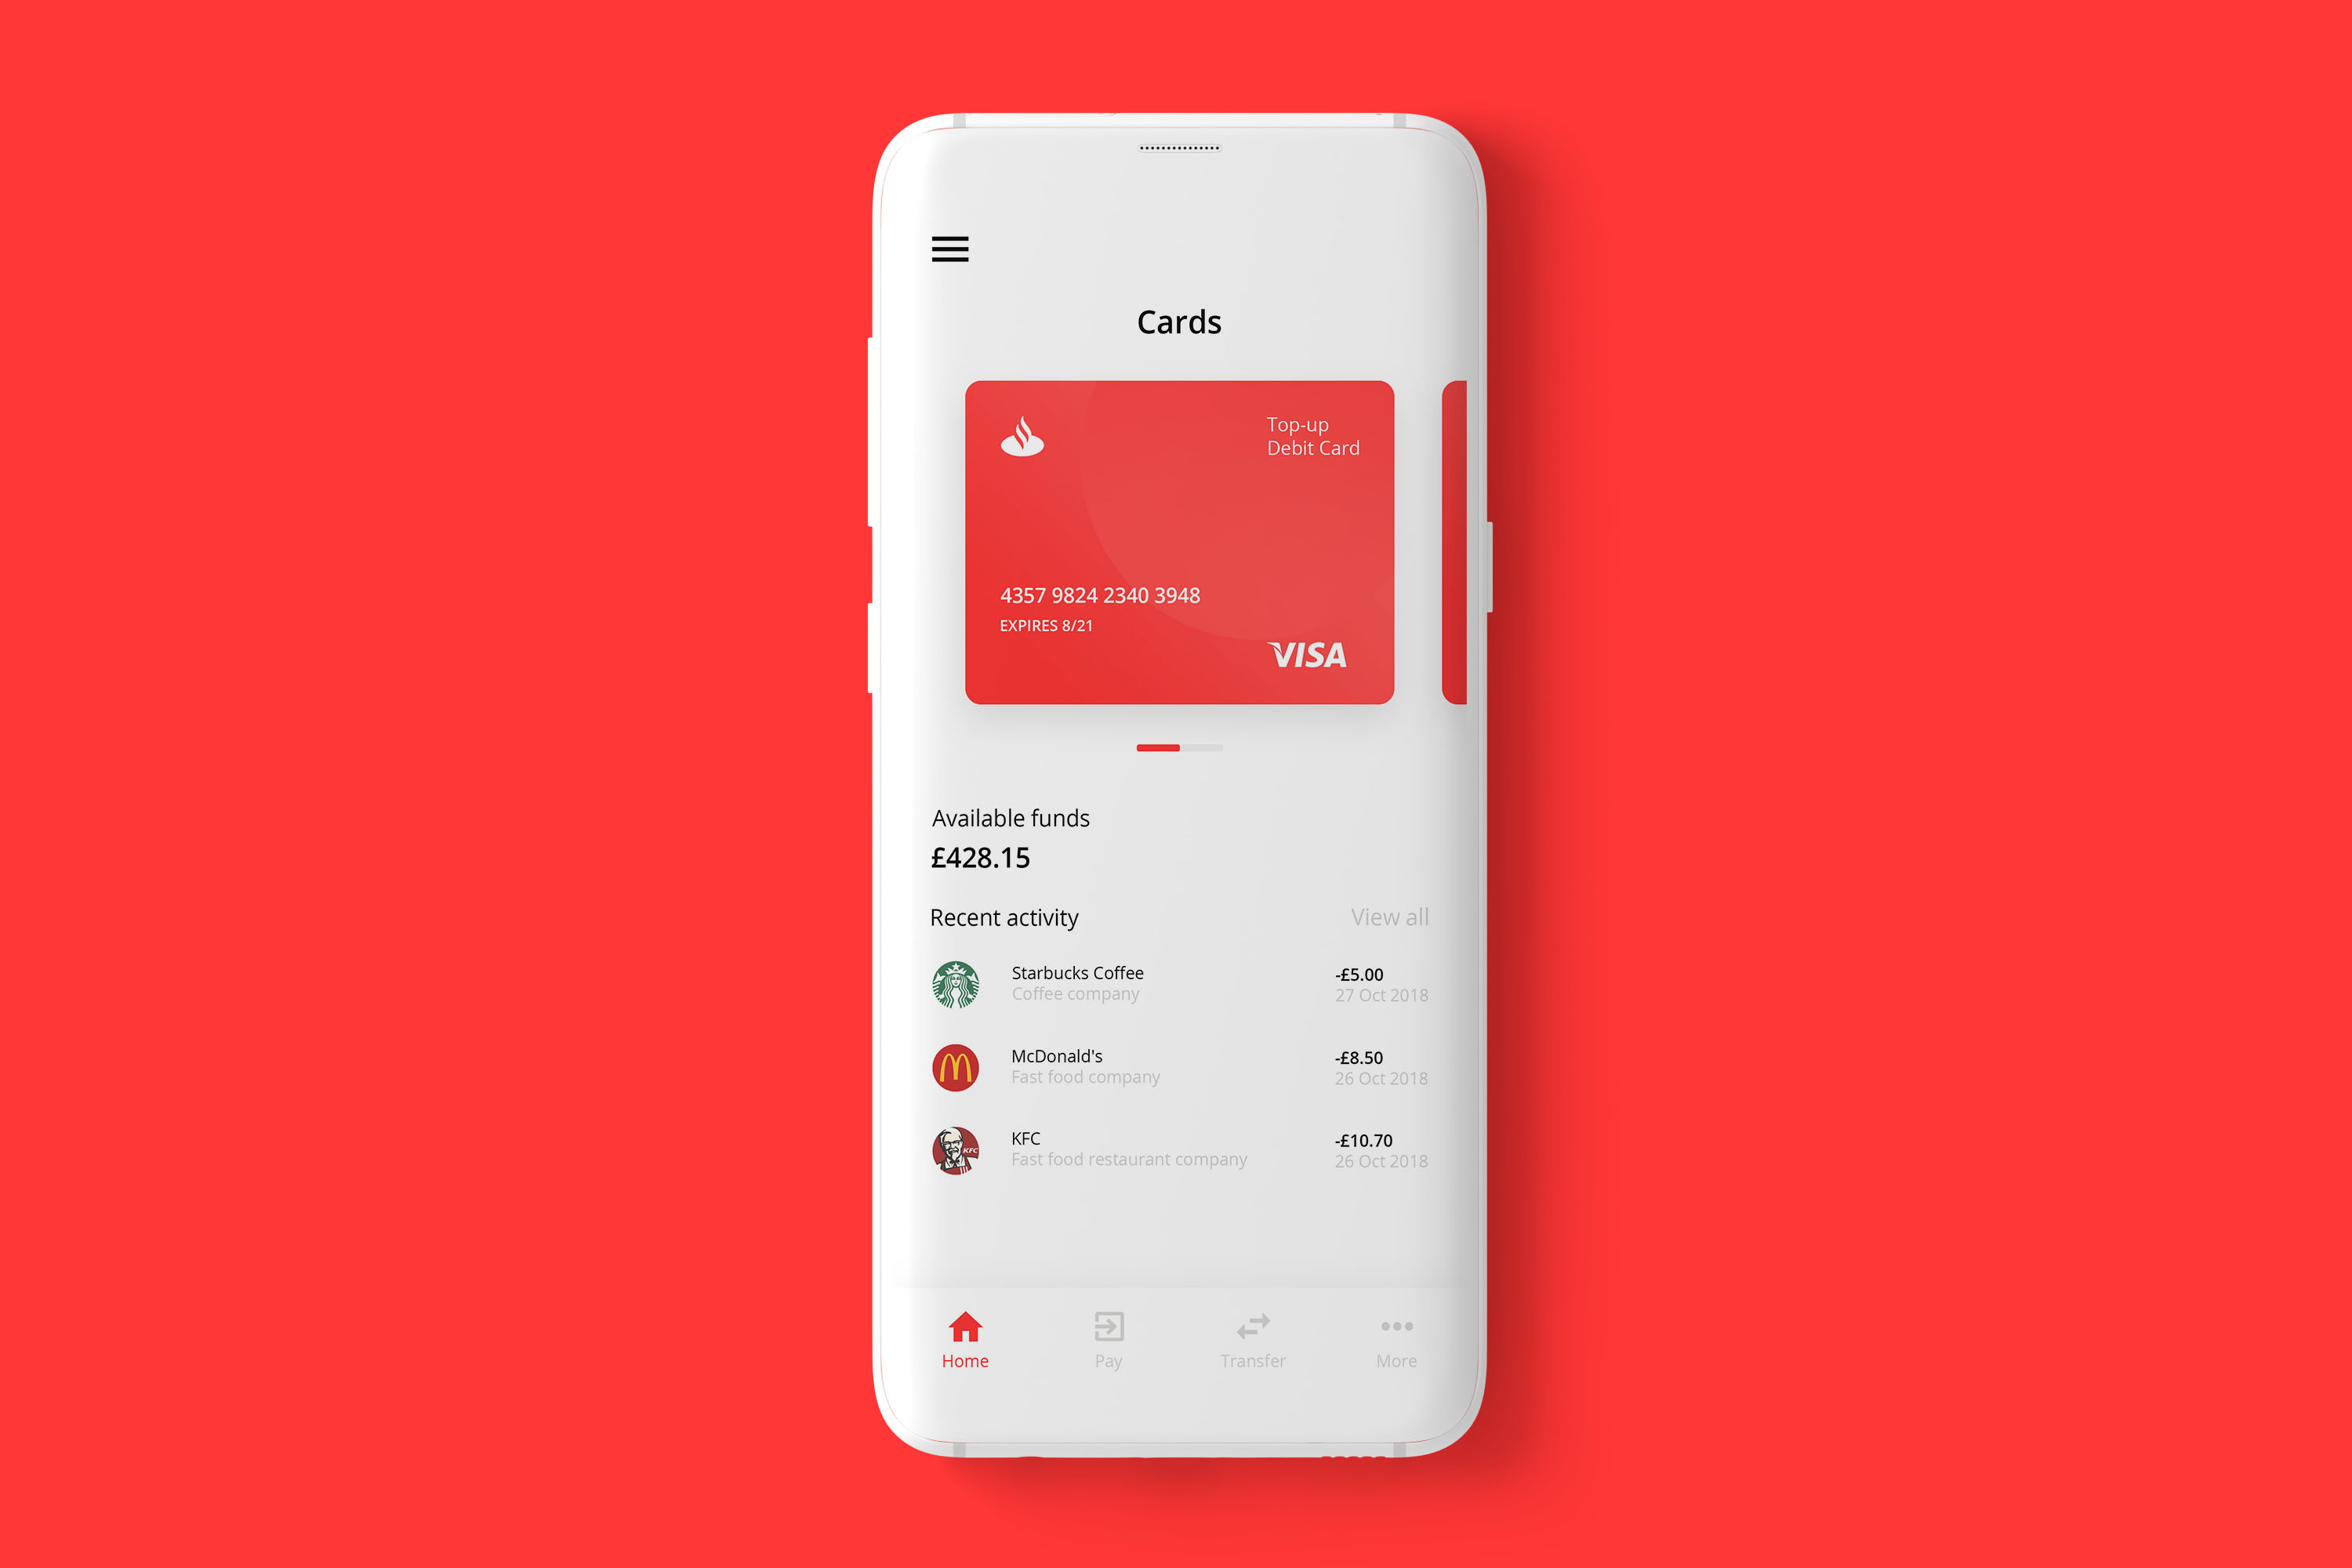 Cards
Top-up
Debit Card
4357 9824 2340 3948
EXPIRES 8/21
VISA
Available funds
£428.15
Recent activity View all
Starbucks Coffee -£5.00
Coffee company 27 Oct 2018
McDonald's -£8.50
Fast food company 26 Oct 2018
KFC -£10.70
KFC
Fast food restaurant company 26 Oct 2018
Home Pay Transfer More